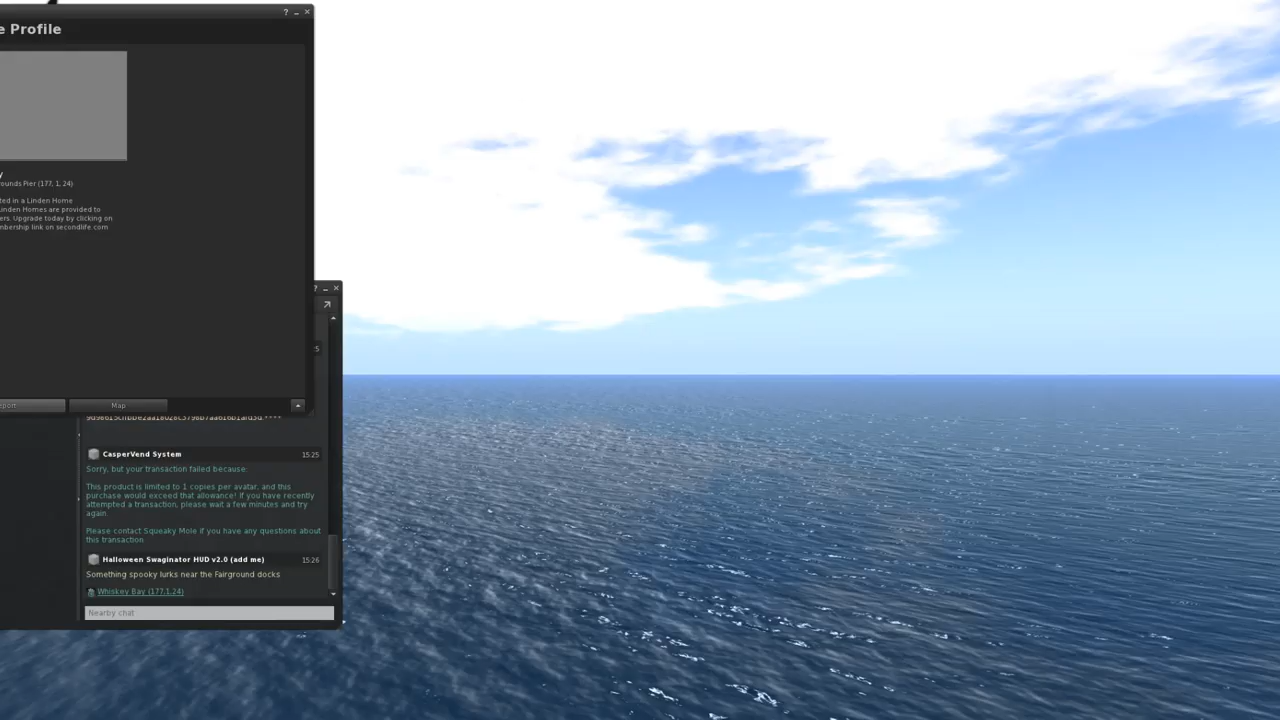 e Profile
y
ounds Pier (177, 1, 24)
ted in a Linden Home
Linden Homes are provided to
ers. Upgrade today by clicking on
mbership link on secondlife.com
eport
Map
CasperVend System 15:25
Sorry, but your transaction failed because:
This product is limited to 1 copies per avatar, and this
purchase would exceed that allowance! If you have recently
attempted a transaction, please wait a few minutes and try
again.
Please contact Squeaky Mole if you have any questions about
this transaction
Halloween Swaginator HUD v2.0 (add me) 15:26
Something spooky lurks near the Fairground docks
Whiskey Bay (177,1,24)
Nearby chat